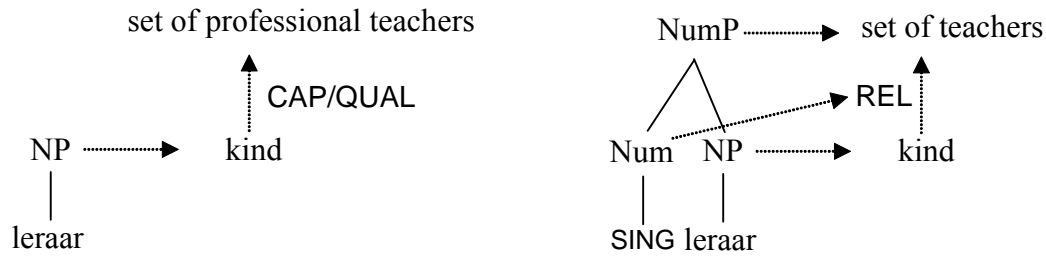 set of professional teachers
CAP/QUAL
NP kind
leraar
NumP set of teachers
REL
Num NP kind
SING leraar